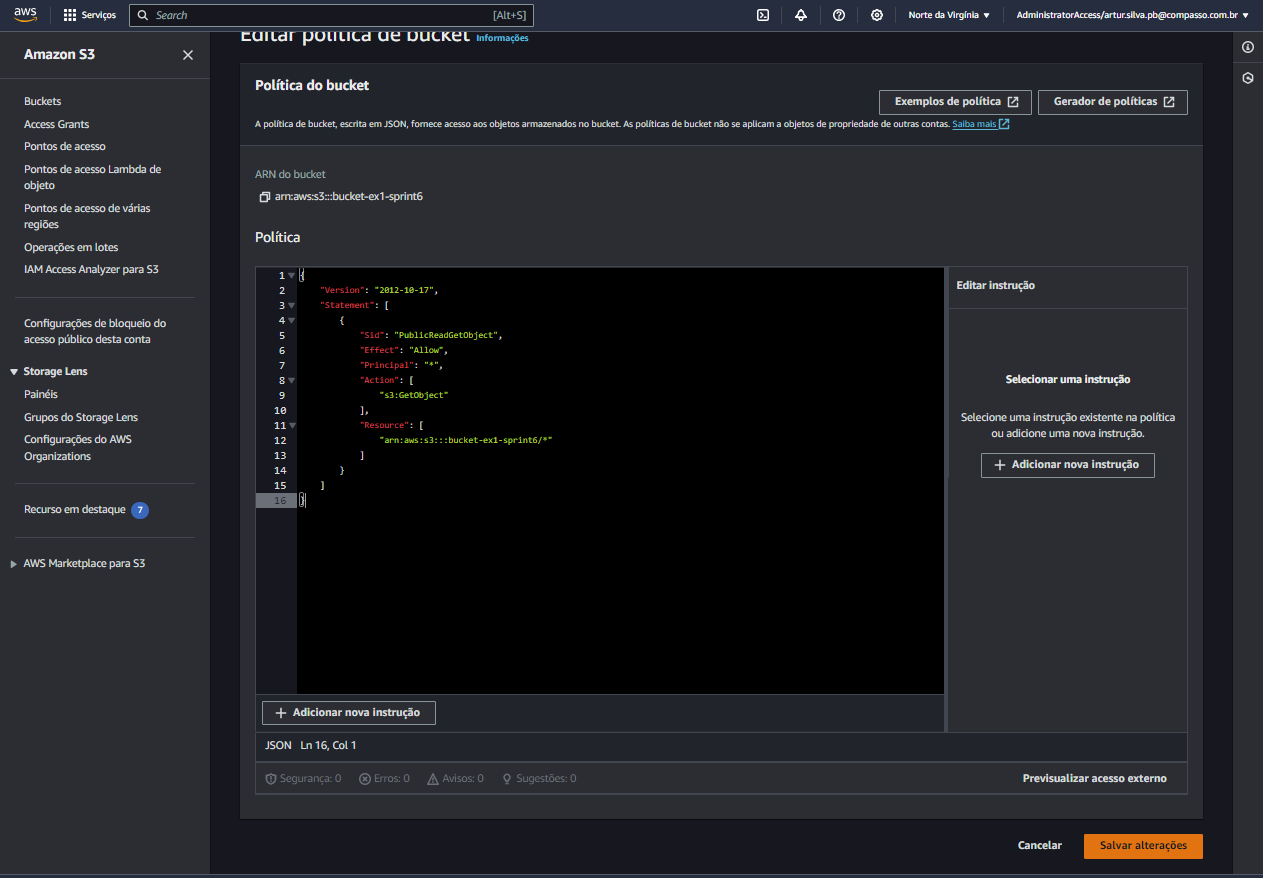 aws
Serviços
Search
[Alt+S]
Norte da Virgínia
AdministratorAccess/artur.silva.pb@compasso.com.br
Amazon S3
Buckets
Access Grants
Pontos de acesso
Pontos de acesso Lambda de
objeto
Pontos de acesso de várias
regiões
Operações em lotes
IAM Access Analyzer para S3
Configurações de bloqueio do
acesso público desta conta
Storage Lens
Painéis
Grupos do Storage Lens
Configurações do AWS
Organizations
Recurso em destaque 7
AWS Marketplace para S3
Editar política de bucket Informações
Política do bucket
Exemplos de política
Gerador de políticas
A política de bucket, escrita em JSON, fornece acesso aos objetos armazenados no bucket. As políticas de bucket não se aplicam a objetos de propriedade de outras contas. Saiba mais
ARN do bucket
arn:aws:s3:::bucket-ex1-sprint6
Política
1 {
2 "Version": "2012-10-17",
3 "Statement": [
4 {
5 "Sid": "PublicReadGetObject",
6 "Effect": "Allow",
7 "Principal": "*",
8 "Action": [
9 "s3:GetObject"
10 ],
11 "Resource": [
12 "arn:aws:s3:::bucket-ex1-sprint6/*"
13 ]
14 }
15 ]
16 }
Adicionar nova instrução
Editar instrução
Selecionar uma instrução
Selecione uma instrução existente na política
ou adicione uma nova instrução.
Adicionar nova instrução
JSON Ln 16, Col 1
Segurança: 0
Erros: 0
Avisos: 0
Sugestões: 0
Previsualizar acesso externo
Cancelar
Salvar alterações